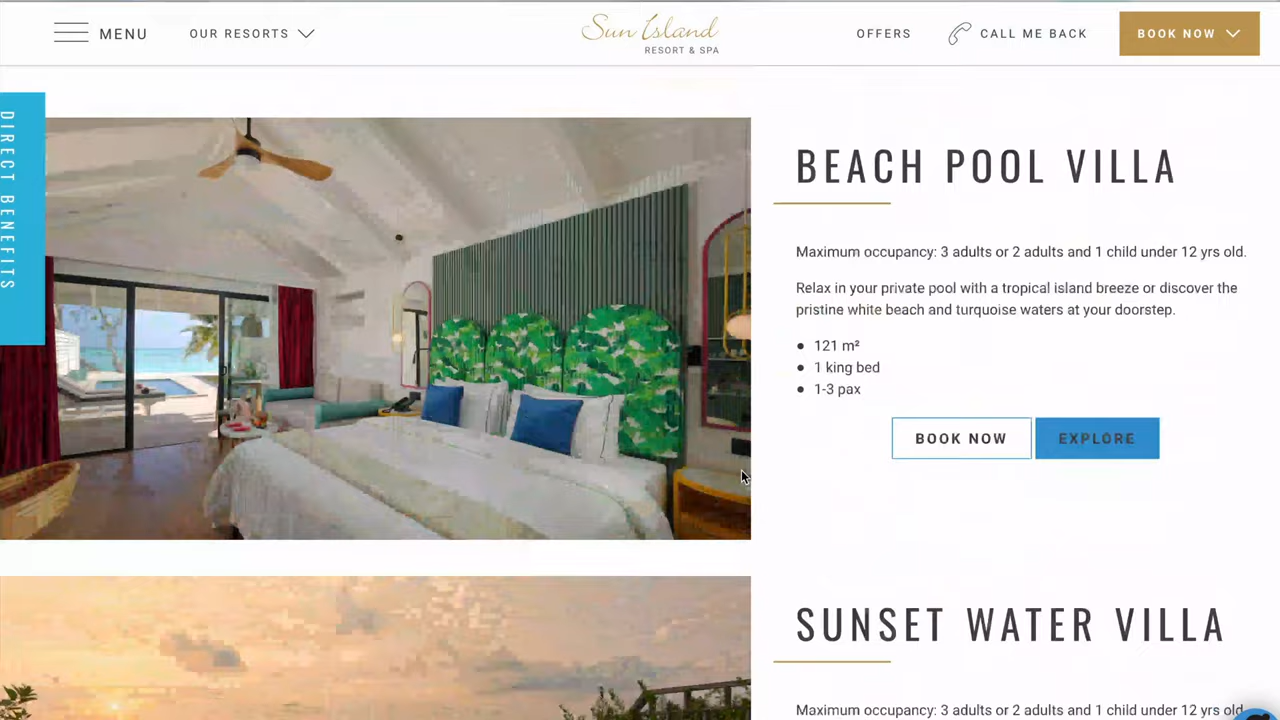 MENU
OUR RESORTS
Sun Island
RESORT & SPA
OFFERS
CALL ME BACK
BOOK NOW
DIRECT BENEFITS
BEACH POOL VILLA
Maximum occupancy: 3 adults or 2 adults and 1 child under 12 yrs old.
Relax in your private pool with a tropical island breeze or discover the
pristine white beach and turquoise waters at your doorstep.
• 121 m²
• 1 king bed
• 1-3 pax
BOOK NOW
EXPLORE
SUNSET WATER VILLA
Maximum occupancy: 3 adults or 2 adults and 1 child under 12 yrs old.